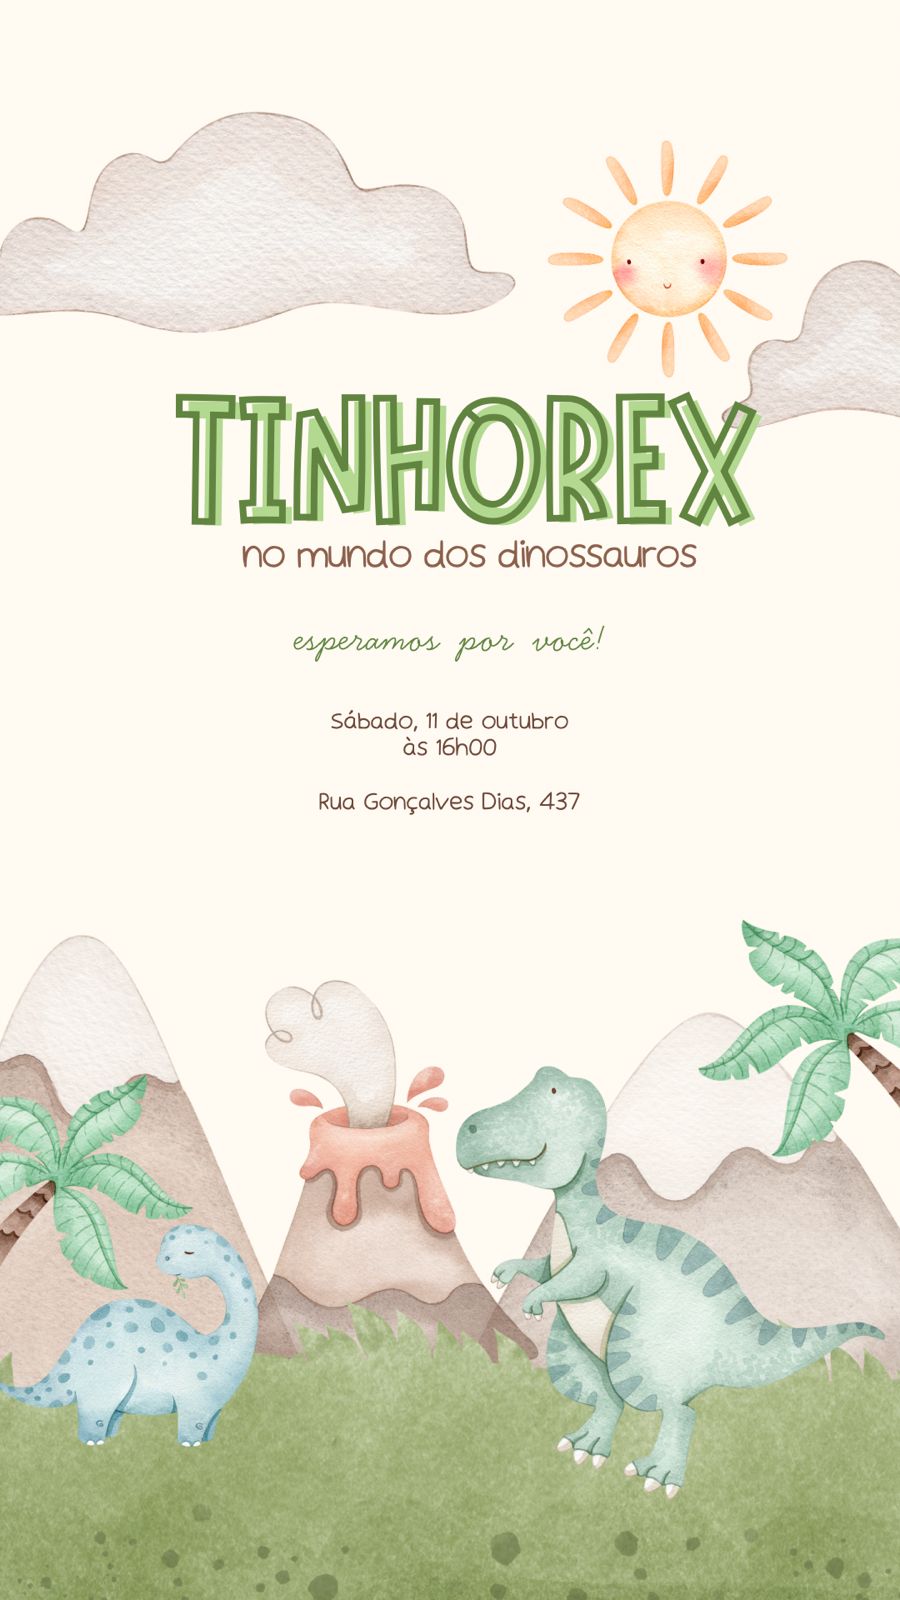 TINHOREX
no mundo dos dinossauros
esperamos por você!
Sábado, 11 de outubro
às 16h00
Rua Gonçalves Dias, 437